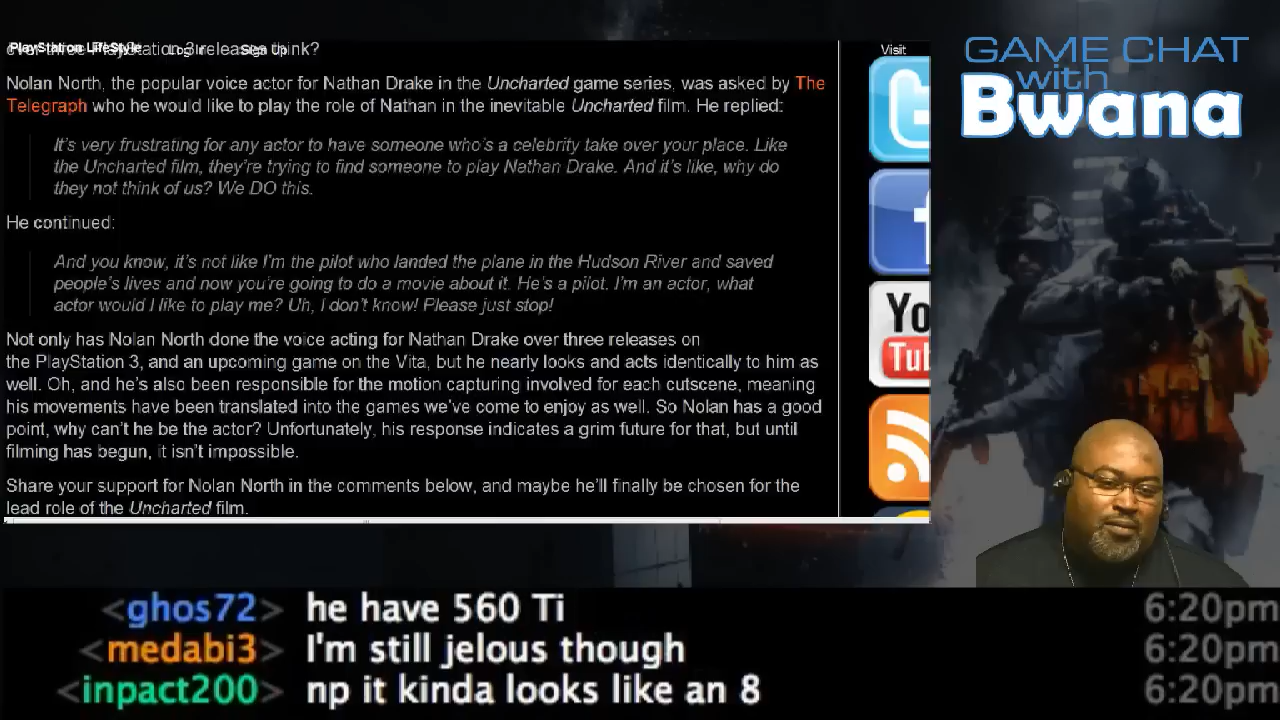 over three PlayStation 3 releases think?
PlayStation LifeStyle Log In Sign Up
Visit
Nolan North, the popular voice actor for Nathan Drake in the Uncharted game series, was asked by The
Telegraph who he would like to play the role of Nathan in the inevitable Uncharted film. He replied:
It's very frustrating for any actor to have someone who's a celebrity take over your place. Like
the Uncharted film, they're trying to find someone to play Nathan Drake. And it's like, why do
they not think of us? We DO this.
He continued:
And you know, it's not like I'm the pilot who landed the plane in the Hudson River and saved
people's lives and now you're going to do a movie about it. He's a pilot. I'm an actor, what
actor would I like to play me? Uh, I don't know! Please just stop!
Not only has Nolan North done the voice acting for Nathan Drake over three releases on
the PlayStation 3, and an upcoming game on the Vita, but he nearly looks and acts identically to him as
well. Oh, and he's also been responsible for the motion capturing involved for each cutscene, meaning
his movements have been translated into the games we've come to enjoy as well. So Nolan has a good
point, why can't he be the actor? Unfortunately, his response indicates a grim future for that, but until
filming has begun, it isn't impossible.
Share your support for Nolan North in the comments below, and maybe he'll finally be chosen for the
lead role of the Uncharted film.
Yo
Tub
GAME CHAT
with
Bwana
<ghos72> he have 560 Ti 6:20pm
<medabi3> I'm still jelous though 6:20pm
<inpact200> np it kinda looks like an 8 6:20pm